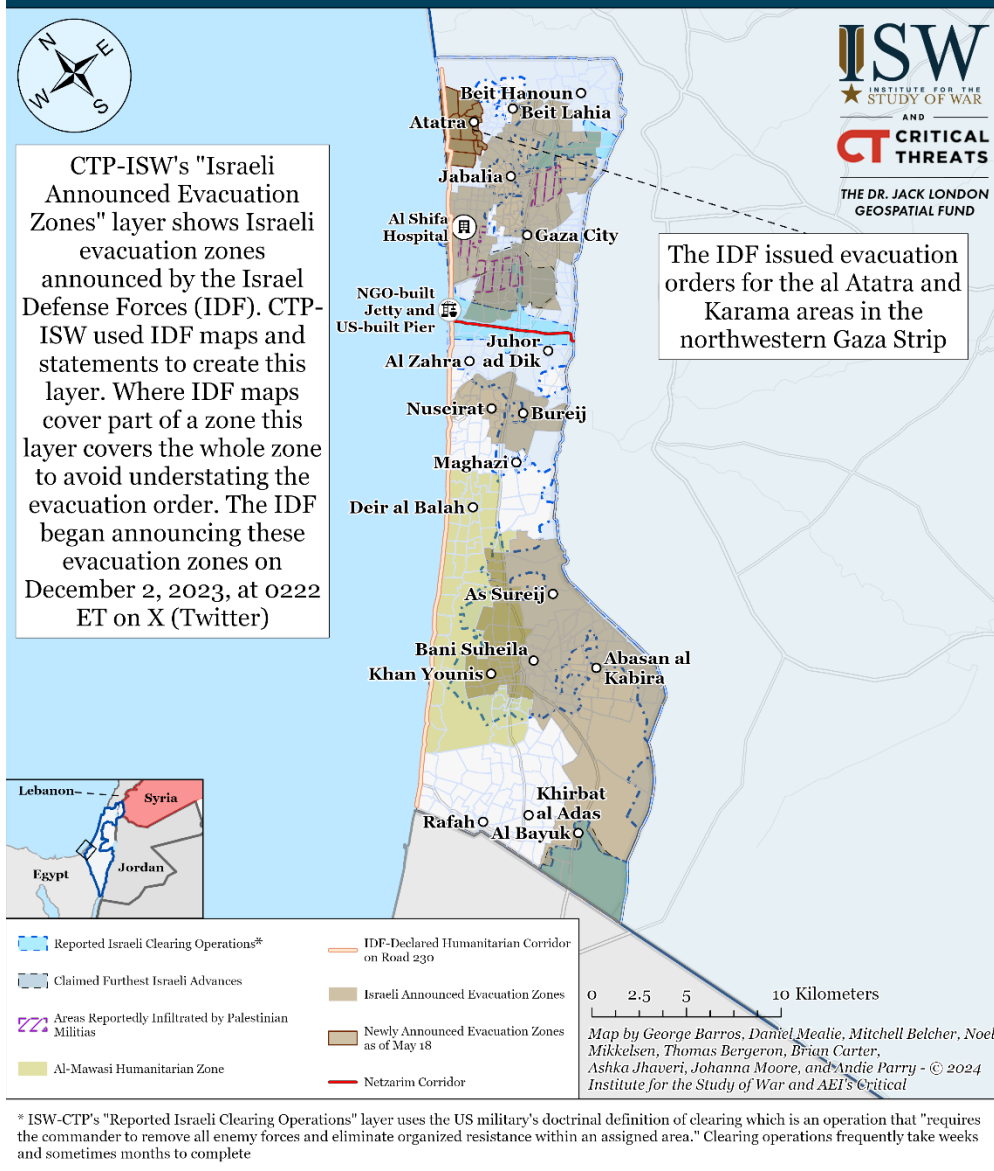 N
E
W
S
ISW
INSTITUTE FOR THE
STUDY OF WAR
AND
CT CRITICAL
THREATS
THE DR. JACK LONDON
GEOSPATIAL FUND
CTP-ISW's "Israeli
Announced Evacuation
Zones" layer shows Israeli
evacuation zones
announced by the Israel
Defense Forces (IDF). CTP-
ISW used IDF maps and
statements to create this
layer. Where IDF maps
cover part of a zone this
layer covers the whole zone
to avoid understating the
evacuation order. The IDF
began announcing these
evacuation zones on
December 2, 2023, at 0222
ET on X (Twitter)
The IDF issued evacuation
orders for the al Atatra and
Karama areas in the
northwestern Gaza Strip
Beit Hanoun
Beit Lahia
Atatra
Jabalia
Al Shifa
Hospital
Gaza City
NGO-built
Jetty and
US-built Pier
Juhor
ad Dik
Al Zahra
Nuseirat
Bureij
Maghazi
Deir al Balah
As Sureij
Bani Suheila
Abasan al
Kabira
Khan Younis
Khirbat
al Adas
Rafah
Al Bayuk
Lebanon
Syria
Jordan
Egypt
Reported Israeli Clearing Operations*
Claimed Furthest Israeli Advances
Areas Reportedly Infiltrated by Palestinian
Militias
Al-Mawasi Humanitarian Zone
IDF-Declared Humanitarian Corridor
on Road 230
Israeli Announced Evacuation Zones
Newly Announced Evacuation Zones
as of May 18
Netzarim Corridor
0 2.5 5 10 Kilometers
Map by George Barros, Daniel Mealie, Mitchell Belcher, Noel
Mikkelsen, Thomas Bergeron, Brian Carter,
Ashka Jhaveri, Johanna Moore, and Andie Parry - © 2024
Institute for the Study of War and AEI's Critical
* ISW-CTP's "Reported Israeli Clearing Operations" layer uses the US military's doctrinal definition of clearing which is an operation that "requires
the commander to remove all enemy forces and eliminate organized resistance within an assigned area." Clearing operations frequently take weeks
and sometimes months to complete